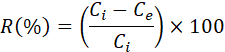 R(%) = ((C_i − C_e) / C_i) × 100